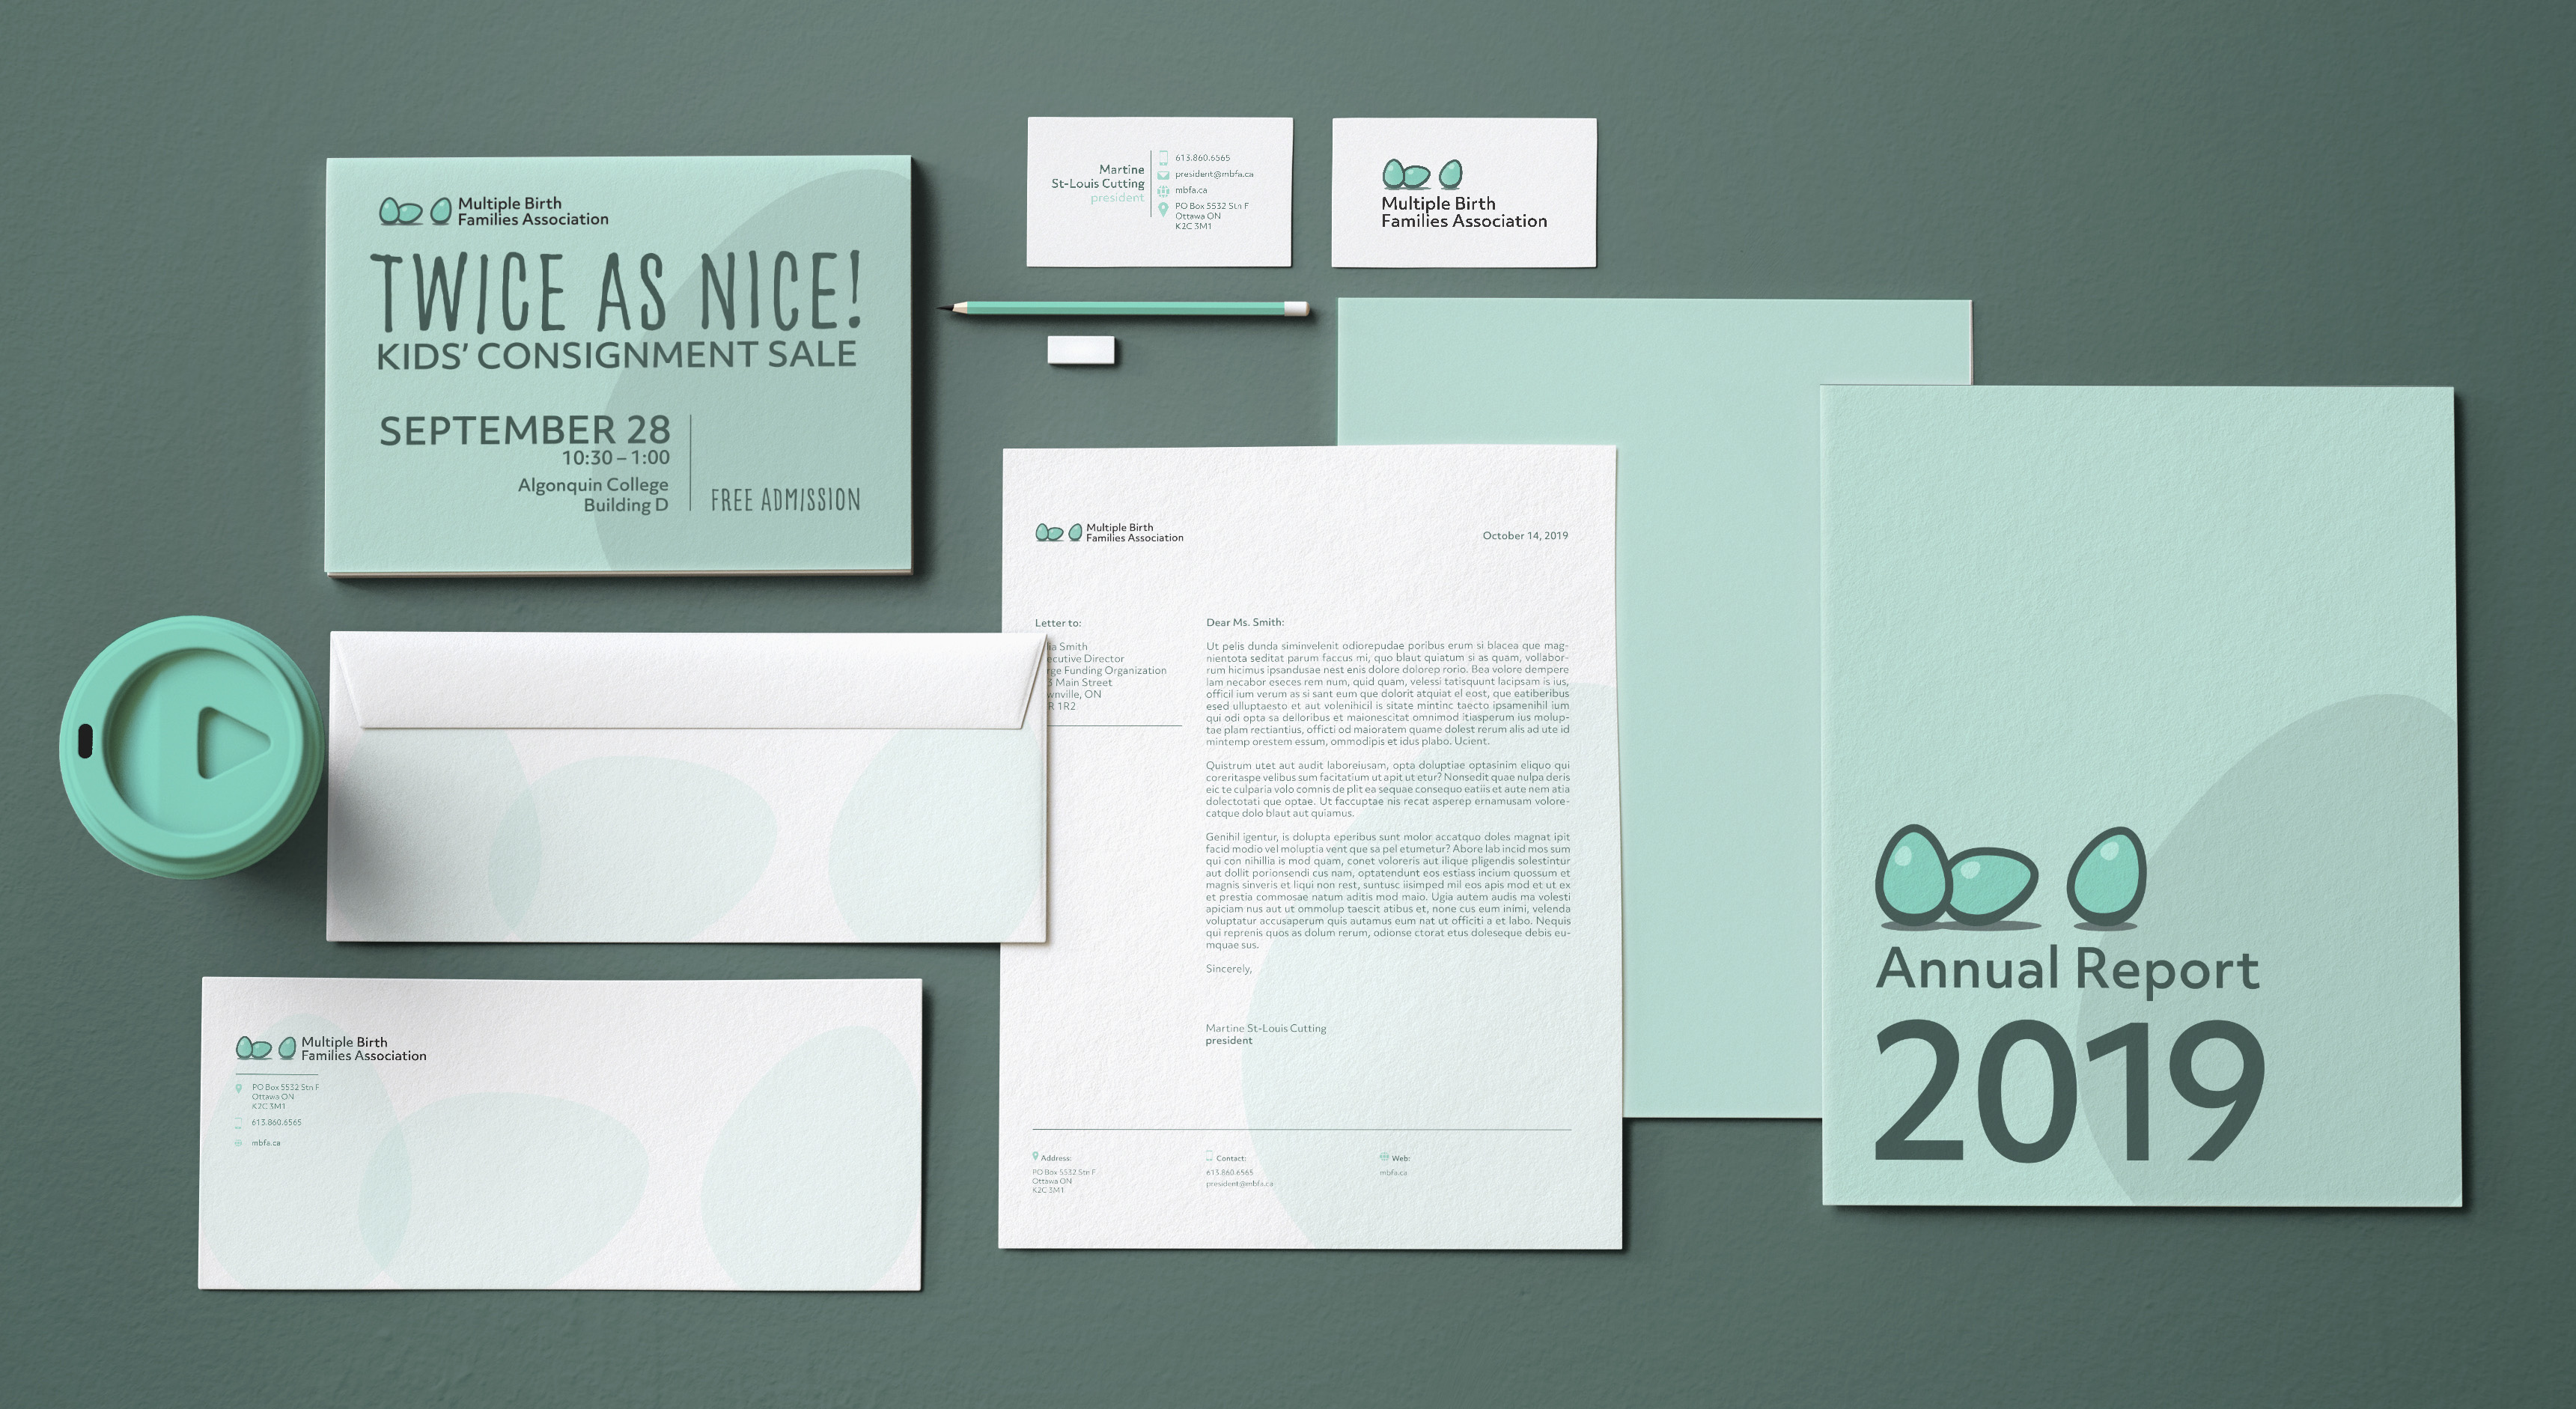 Multiple Birth
Families Association
TWICE AS NICE!
KIDS' CONSIGNMENT SALE
SEPTEMBER 28
10:30 – 1:00
Algonquin College
Building D
FREE ADMISSION
Martine
St-Louis Cutting
president
613.860.6565
president@mbfa.ca
mbfa.ca
PO Box 5532 Stn F
Ottawa ON
K2C 3M1
Multiple Birth
Families Association
Multiple Birth
Families Association
October 14, 2019
Letter to:
Smith
Director
Funding Organization
Main Street
ON
1R2
Dear Ms. Smith:
Ut pelis dunda siminvelenit odiorepudae poribus erum si blacea que mag-
nientota seditat parum faccus mi, quo blaut quiatum si as quam, vollabor-
rum hicimus ipsandusae nest enis dolore dolorep rorio. Bea volore dempere
lam necabor eseces rem num, quid quam, velessi tatisqunt lacipsam is ius,
officil ium verum as si sant eum que dolorit atquiat el eost, que eatiberibus
esed ulluptaesto et aut volenihicil is sitate mintinc taecto ipsamenihil ium
qui odi opta sa delloribus et maionescitat omnimod itiasperum ius molup-
tae plam rectiantius, officti od maioratem quame dolest rerum alis ad ute id
mintemp orestem essum, ommodipis et idus plabo. Ucient.
Quistrum utet aut audit laboreiusam, opta doluptiae optasinim eliquo qui
coreritaspe velibus sum facitatium ut apit ut etur? Nonsedit quae nulpa deris
eic te culparia volo comnis de plit ea sequae consequo eatiis et aute nem atia
dolectotati que optae. Ut faccuptae nis recat asperep ernamusam volore-
catque dolo blaut aut quiamus.
Genihil igentur, is dolupta eperibus sunt molor accatquo doles magnat ipit
facid modio vel moluptia vent que sa pel etumetur? Abore lab incid mos sum
qui con nihillia is mod quam, conet voloreris aut ilique pligendis solestintur
aut dollit porionsendi cus nam, optatendunt eos estiass incium quossum et
magnis sinveris et liqui non rest, suntusc iisimped mil eos apis mod et ut ex
et prestia commosae natum aditis mod maio. Ugia autem audis ma volesti
apiciam nus aut ut ommolup taescit atibus et, none cus eum inimi, velenda
voluptatur accusaperum quis autamus eum nat ut officiti a et labo. Nequis
qui reprenis quos as dolum rerum, odionse ctorat etus doleseque debis eu-
mquae sus.
Sincerely,
Martine St-Louis Cutting
president
Address:
PO Box 5532 Stn F
Ottawa ON
K2C 3M1
Contact:
613.860.6565
president@mbfa.ca
Web:
mbfa.ca
Multiple Birth
Families Association
PO Box 5532 Stn F
Ottawa ON
K2C 3M1
613.860.6565
mbfa.ca
Annual Report
2019